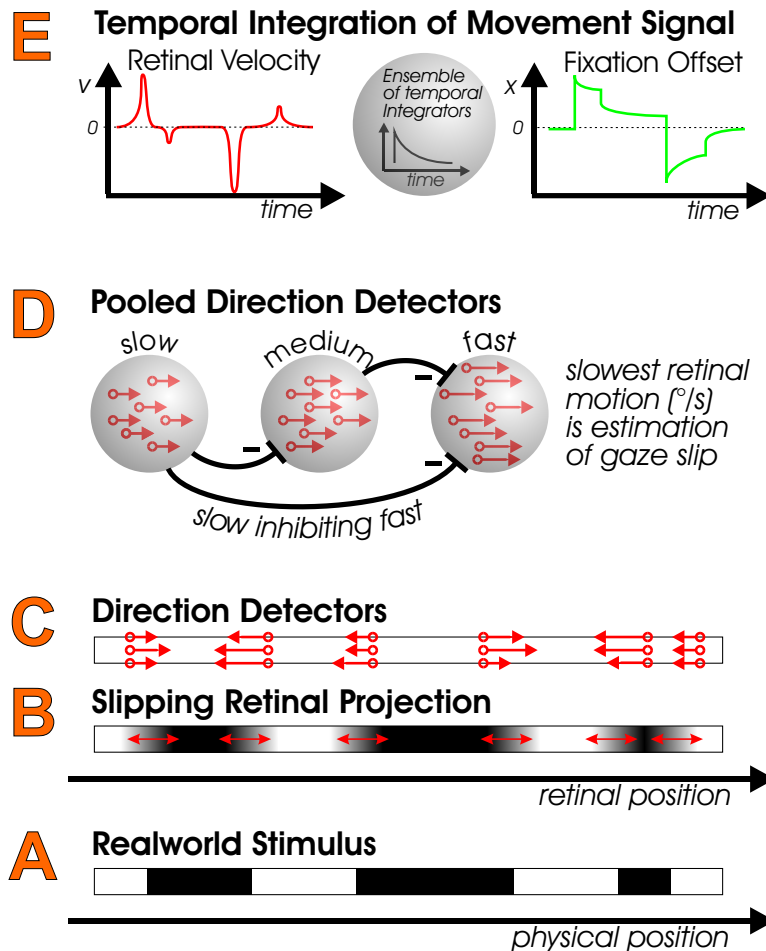 E Temporal Integration of Movement Signal
Retinal Velocity
v
0
time
Ensemble
of temporal
Integrators
time
Fixation Offset
x
0
time
D Pooled Direction Detectors
slow
medium
fast
–
–
–
slow inhibiting fast
slowest retinal
motion (°/s)
is estimation
of gaze slip
C Direction Detectors
B Slipping Retinal Projection
retinal position
A Realworld Stimulus
physical position